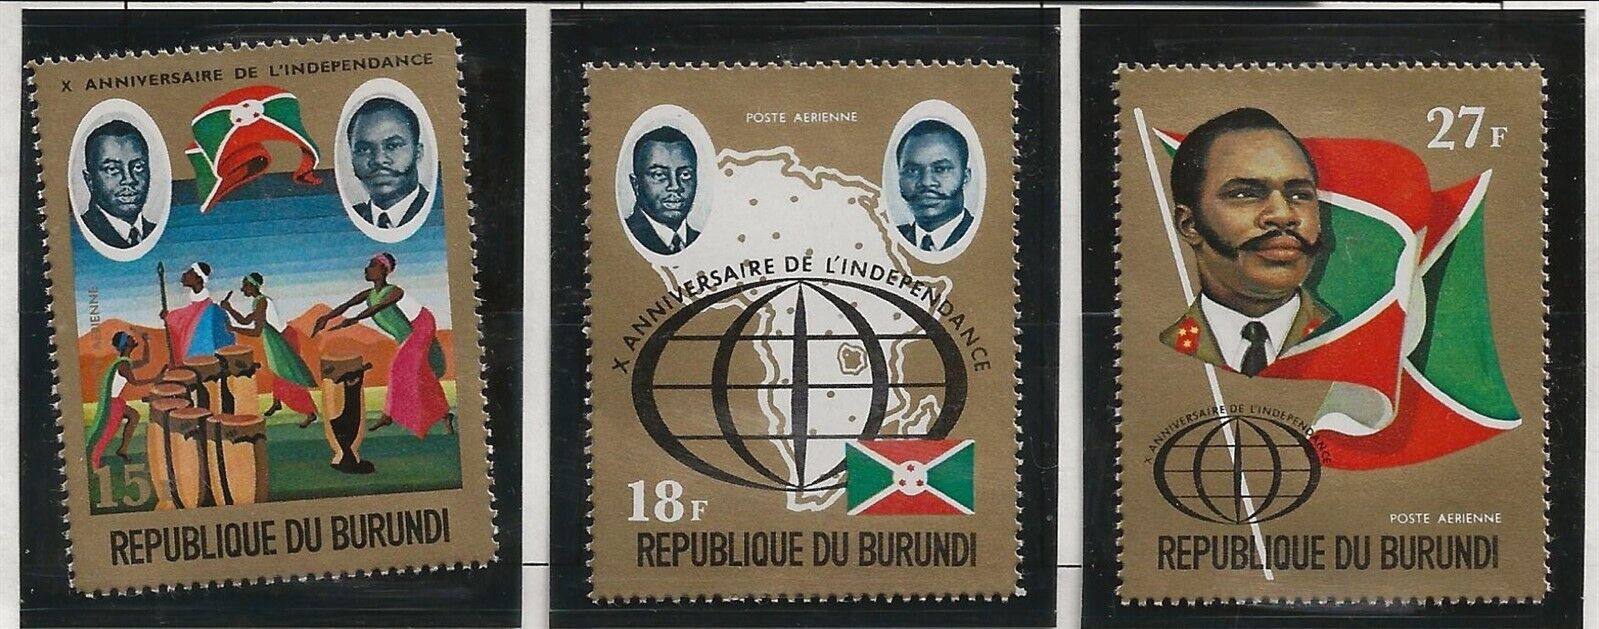 X ANNIVERSAIRE DE L'INDEPENDANCE
AERIENNE
15F
REPUBLIQUE DU BURUNDI
POSTE AERIENNE
X ANNIVERSAIRE DE L'INDEPENDANCE
18F
REPUBLIQUE DU BURUNDI
27F
X ANNIVERSAIRE DE L'INDEPENDANCE
POSTE AERIENNE
REPUBLIQUE DU BURUNDI